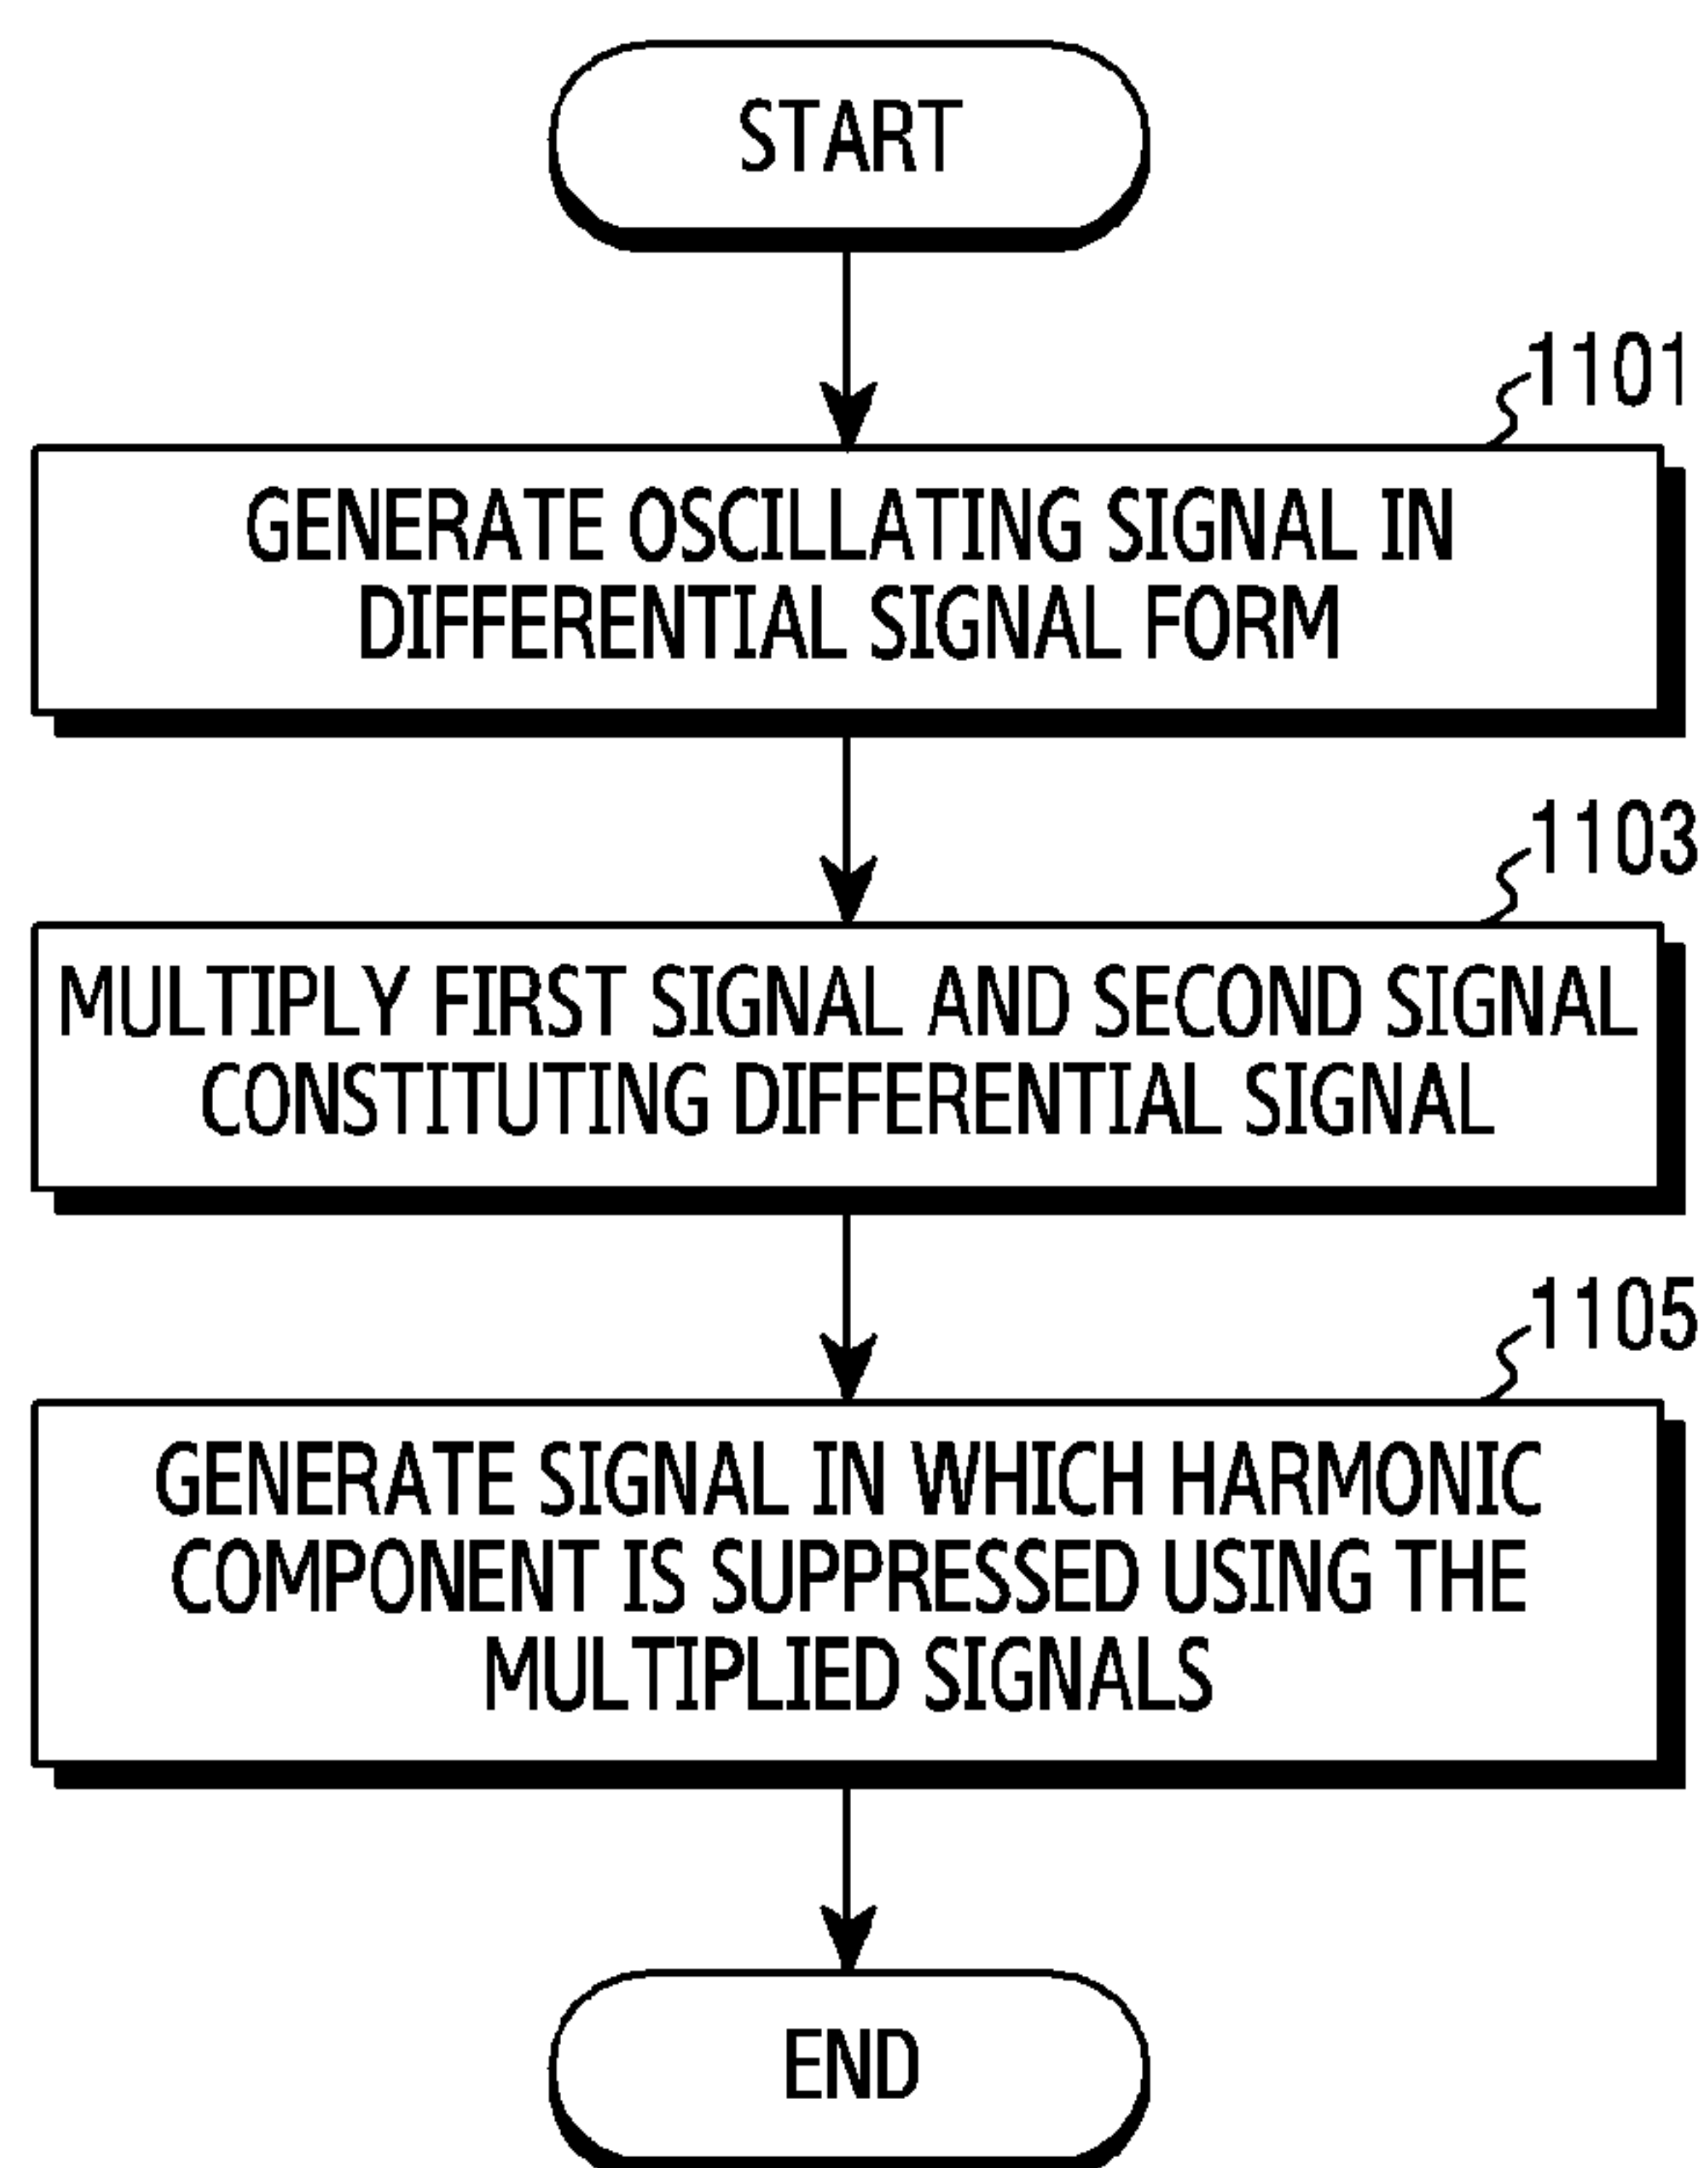 START
1101
GENERATE OSCILLATING SIGNAL IN
DIFFERENTIAL SIGNAL FORM
1103
MULTIPLY FIRST SIGNAL AND SECOND SIGNAL
CONSTITUTING DIFFERENTIAL SIGNAL
1105
GENERATE SIGNAL IN WHICH HARMONIC
COMPONENT IS SUPPRESSED USING THE
MULTIPLIED SIGNALS
END